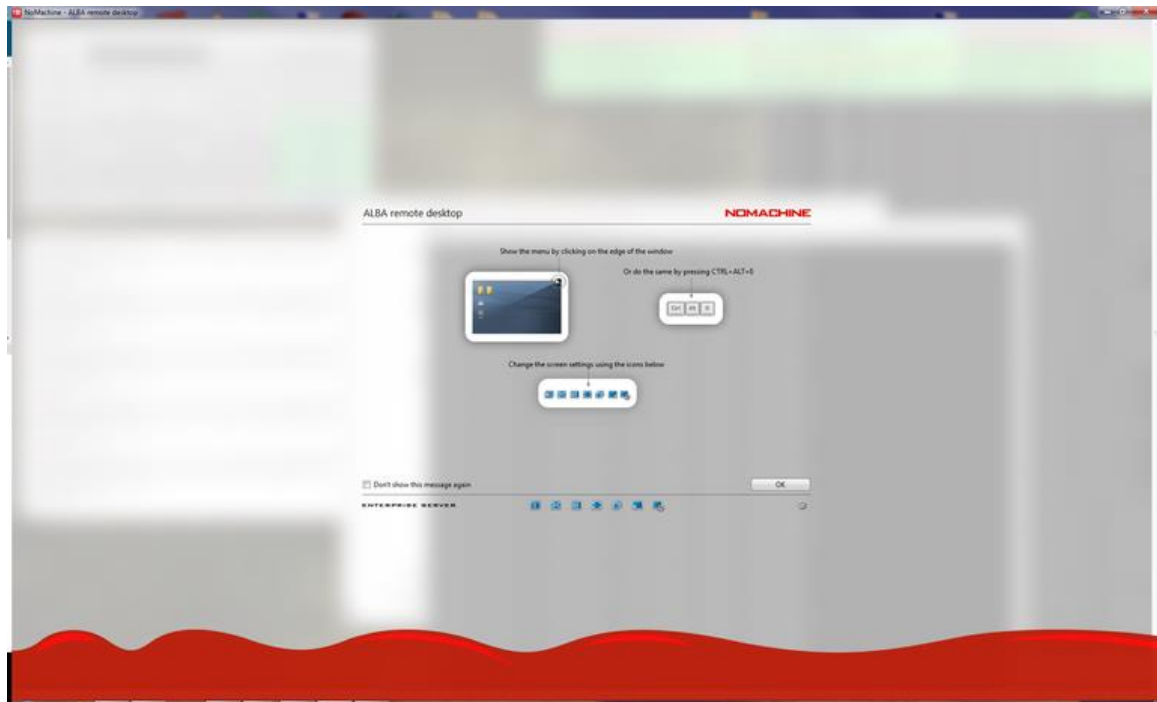 NoMachine - ALBA remote desktop
ALBA remote desktop
NOMACHINE
Show the menu by clicking on the edge of the window
Or do the same by pressing CTRL+ALT+0
Ctrl Alt 0
Change the screen settings using the icons below
Don't show this message again
OK
ENTERPRISE SERVER